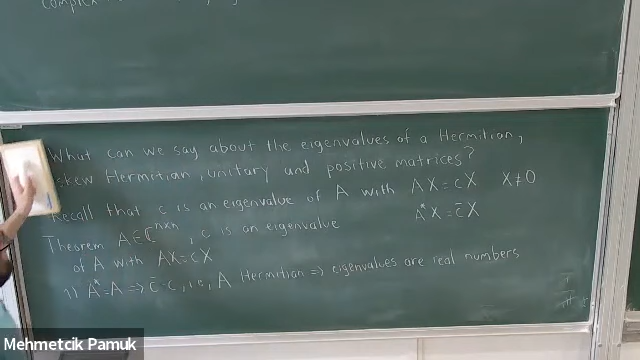 complex
What can we say about the eigenvalues of a Hermitian,
skew Hermitian, unitary and positive matrices?
Recall that c is an eigenvalue of A with AX = cX X≠0
A*X = c̄X
Theorem A∈ℂⁿˣⁿ, c is an eigenvalue
of A with AX = cX
1) A* = A ⇒ c̄ = c, i.e., A Hermitian ⇒ eigenvalues are real numbers
Mehmetcik Pamuk